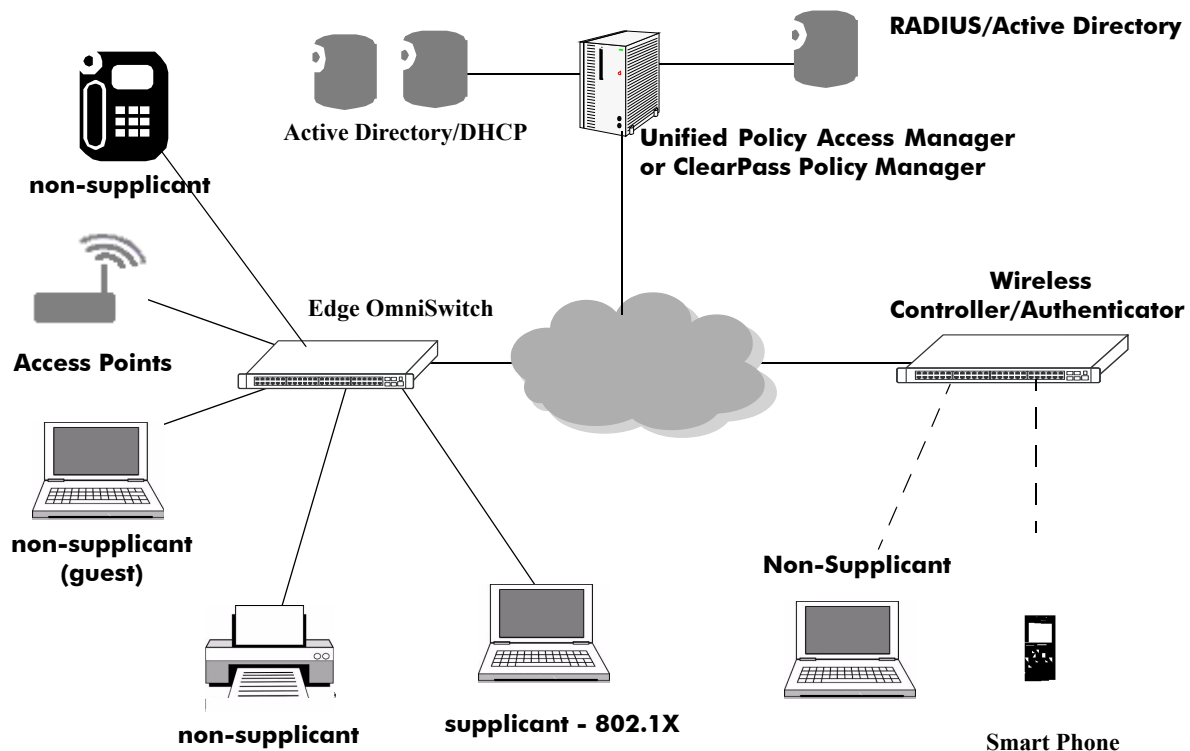 RADIUS/Active Directory
Active Directory/DHCP
Unified Policy Access Manager
or ClearPass Policy Manager
non-supplicant
Edge OmniSwitch
Wireless
Controller/Authenticator
Access Points
non-supplicant
(guest)
Non-Supplicant
non-supplicant
supplicant - 802.1X
Smart Phone